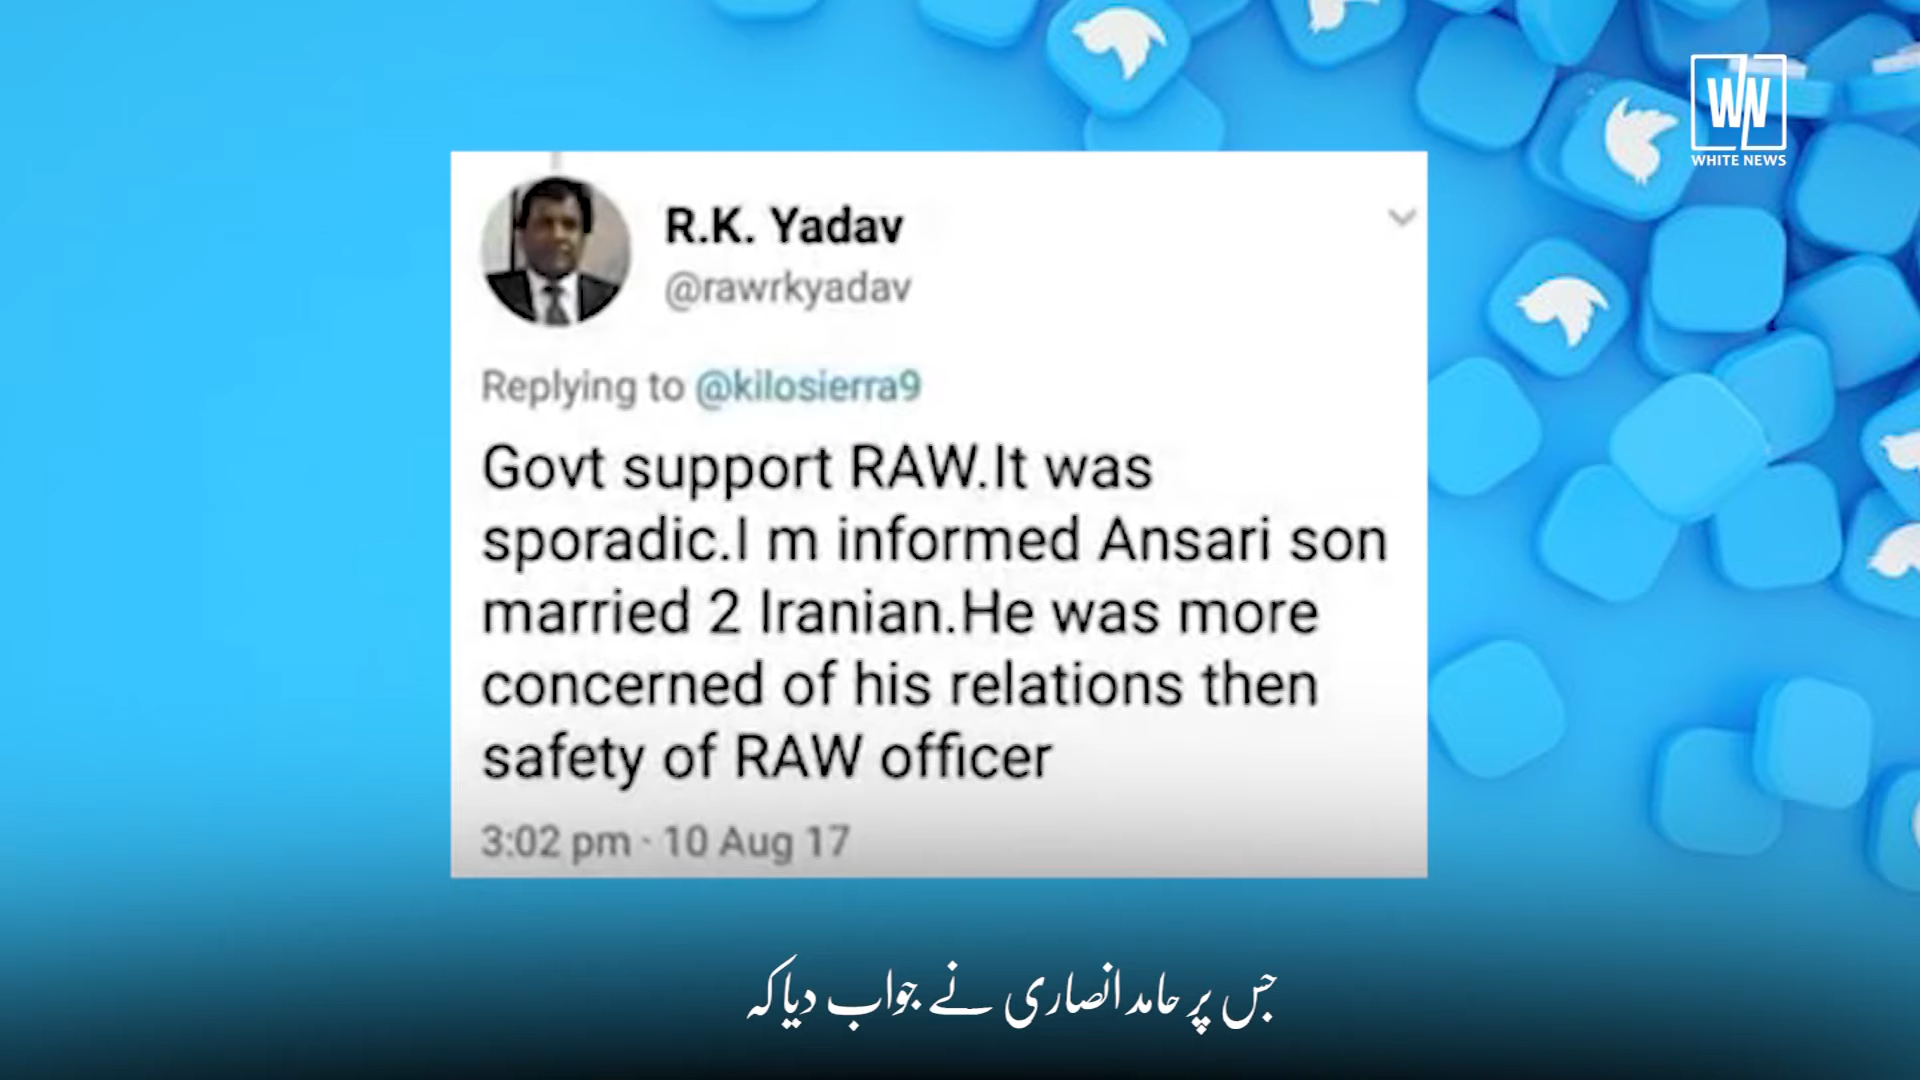 WN
WHITE NEWS
R.K. Yadav
@rawrkyadav
Replying to @kilosierra9
Govt support RAW.It was
sporadic.I m informed Ansari son
married 2 Iranian.He was more
concerned of his relations then
safety of RAW officer
3:02 pm · 10 Aug 17
جس پر حامد انصاری نے جواب دیا کہ